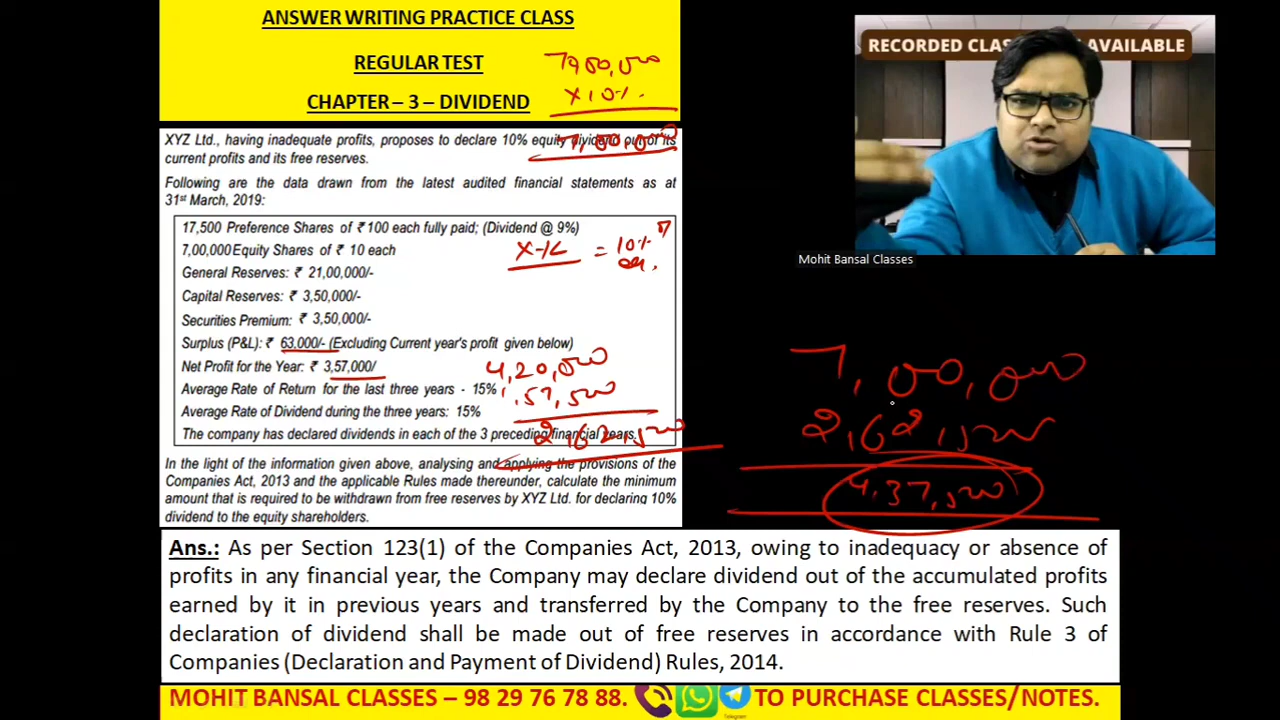 ANSWER WRITING PRACTICE CLASS
REGULAR TEST
CHAPTER – 3 – DIVIDEND
×10%
7,00,000
RECORDED CLAS AVAILABLE
XYZ Ltd., having inadequate profits, proposes to declare 10% equity dividend out of its
current profits and its free reserves.
Following are the data drawn from the latest audited financial statements as at
31st March, 2019:
17,500 Preference Shares of ₹ 100 each fully paid; (Dividend @ 9%)
7,00,000 Equity Shares of ₹ 10 each
= 10%
General Reserves: ₹ 21,00,000/-
Capital Reserves: ₹ 3,50,000/-
Securities Premium: ₹ 3,50,000/-
Surplus (P&L): ₹ 63,000/- (Excluding Current year's profit given below)
Net Profit for the Year: ₹ 3,57,000/
4,20,000
Average Rate of Return for the last three years - 15%
1,57,500
Average Rate of Dividend during the three years: 15%
The company has declared dividends in each of the 3 preceding financial years.
2,62,500
In the light of the information given above, analysing and applying the provisions of the
Companies Act, 2013 and the applicable Rules made thereunder, calculate the minimum
amount that is required to be withdrawn from free reserves by XYZ Ltd. for declaring 10%
dividend to the equity shareholders.
Mohit Bansal Classes
7,00,000
2,62,500
4,37,500
Ans.: As per Section 123(1) of the Companies Act, 2013, owing to inadequacy or absence of
profits in any financial year, the Company may declare dividend out of the accumulated profits
earned by it in previous years and transferred by the Company to the free reserves. Such
declaration of dividend shall be made out of free reserves in accordance with Rule 3 of
Companies (Declaration and Payment of Dividend) Rules, 2014.
MOHIT BANSAL CLASSES – 98 29 76 78 88. TO PURCHASE CLASSES/NOTES.
Telegram